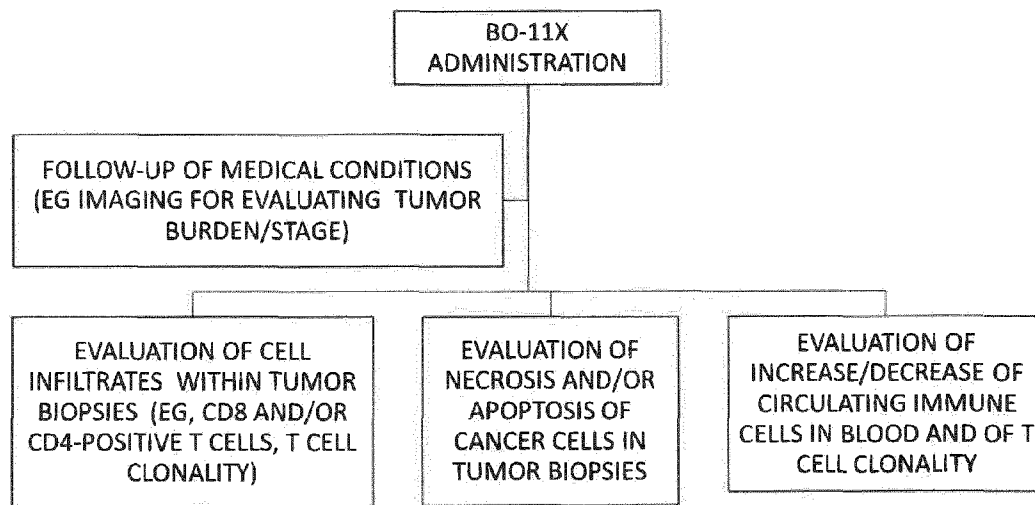 BO-11X
ADMINISTRATION
FOLLOW-UP OF MEDICAL CONDITIONS
(EG IMAGING FOR EVALUATING TUMOR
BURDEN/STAGE)
EVALUATION OF CELL
INFILTRATES WITHIN TUMOR
BIOPSIES (EG, CD8 AND/OR
CD4-POSITIVE T CELLS, T CELL
CLONALITY)
EVALUATION OF
NECROSIS AND/OR
APOPTOSIS OF
CANCER CELLS IN
TUMOR BIOPSIES
EVALUATION OF
INCREASE/DECREASE OF
CIRCULATING IMMUNE
CELLS IN BLOOD AND OF T
CELL CLONALITY